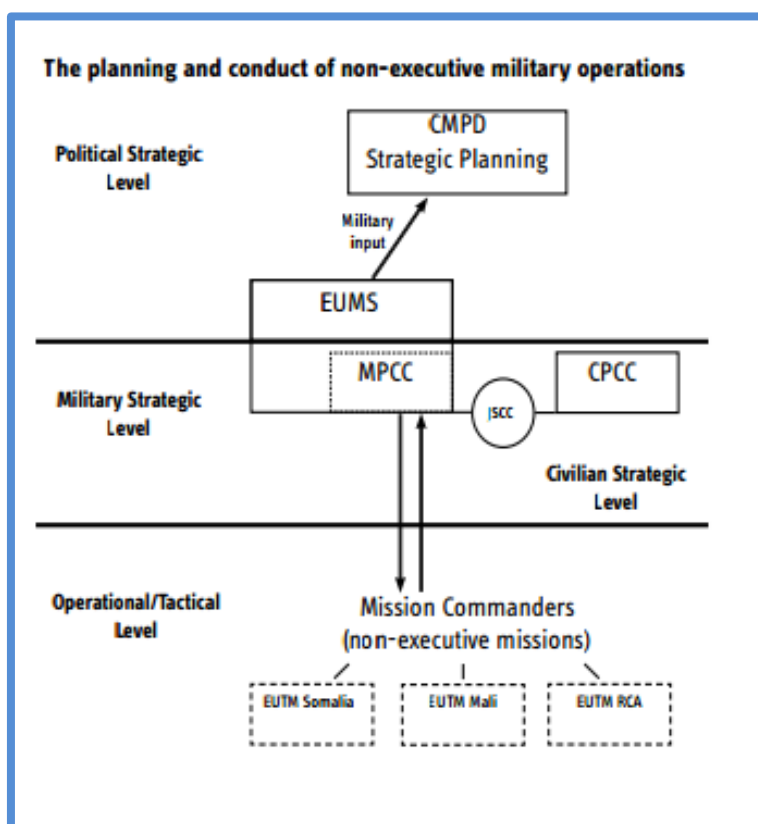 The planning and conduct of non-executive military operations
CMPD
Strategic Planning
Political Strategic
Level
Military
input
EUMS
MPCC
CPCC
Military Strategic
Level
JSCC
Civilian Strategic
Level
Operational/Tactical
Level
Mission Commanders
(non-executive missions)
EUTM Somalia
EUTM Mali
EUTM RCA